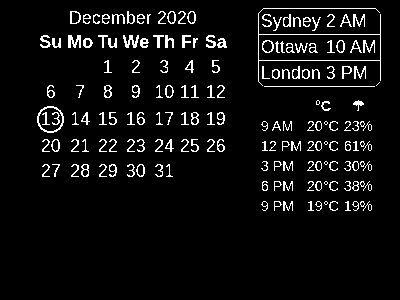 December 2020
Su Mo Tu We Th Fr Sa
1 2 3 4 5
6 7 8 9 10 11 12
13 14 15 16 17 18 19
20 21 22 23 24 25 26
27 28 29 30 31
Sydney 2 AM
Ottawa 10 AM
London 3 PM
°C
9 AM 20°C 23%
12 PM 20°C 61%
3 PM 20°C 30%
6 PM 20°C 38%
9 PM 19°C 19%